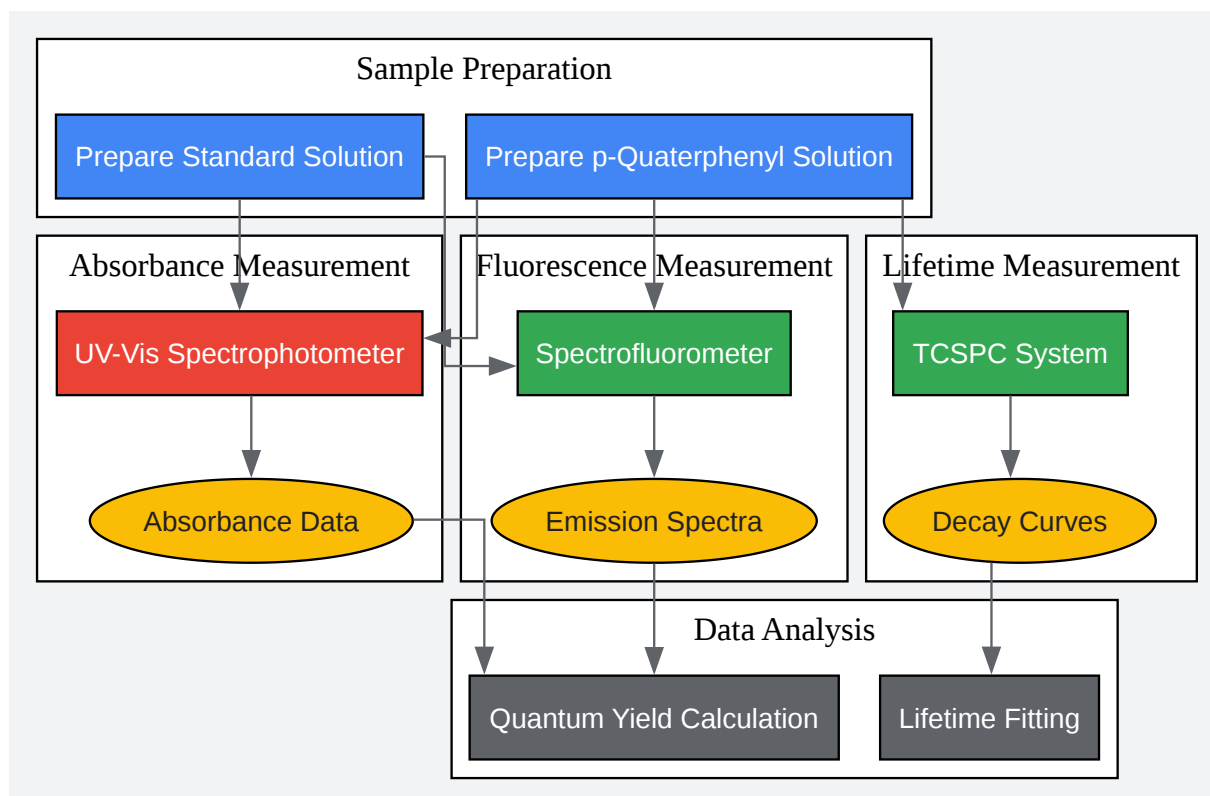 Sample Preparation
Prepare Standard Solution
Prepare p-Quaterphenyl Solution
Absorbance Measurement
Fluorescence Measurement
Lifetime Measurement
UV-Vis Spectrophotometer
Spectrofluorometer
TCSPC System
Absorbance Data
Emission Spectra
Decay Curves
Data Analysis
Quantum Yield Calculation
Lifetime Fitting